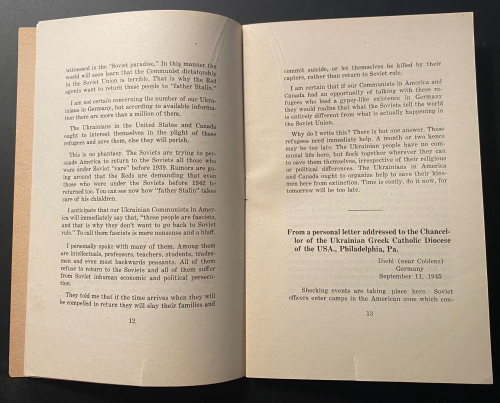 witnessed in the "Soviet paradise." In this manner the
world will soon learn that the Communist dictatorship
in the Soviet Union is terrible. That is why the Red
agents want to return these people to "father Stalin."
I am not certain concerning the number of our Ukra-
inians in Germany, but according to available informa-
tion there are more than a million of them.
The Ukrainians in the United States and Canada
ought to interest themselves in the plight of these
refugees and save them, else they will perish.
This is no phantasy. The Soviets are trying to per-
suade America to return to the Soviets all those who
were under Soviet "care" before 1939. Rumors are go-
ing around that the Reds are demanding that even
those who were under the Soviets before 1942 be
returned too. You can see now how "father Stalin" takes
care of his children.
I anticipate that our Ukrainian Communists in Amer-
ica will immediately say that, "these people are fascists,
and that is why they don't want to go back to Soviet
rule." To call them fascists is mere nonsense and a bluff.
I personally spoke with many of them. Among them
are intellectuals, professors, teachers, students, trades-
men and even most backwards peasants. All of them
refuse to return to the Soviets and all of them suffer
from Soviet inhuman economic and political persecu-
tion.
They told me that if the time arrives when they will
be compelled to return they will slay their families and
12
commit suicide, or let themselves be killed by their
captors, rather than return to Soviet rule.
I am certain that if our Communists in America and
Canada had an opportunity of talking with these re-
fugees who lead a gypsy-like existence in Germany
they would realize that what the Soviets tell the world
is entirely different from what is actually happening in
the Soviet Union.
Why do I write this? There is but one answer. These
refugees need immediate help. A month or two hence
may be too late. The Ukrainian people have no com-
munal life here, but flock together wherever they can
to save themselves, irrespective of their religious
or political differences. The Ukrainians in America
and Canada ought to organize help to save their kins-
men here from extinction. Time is costly, do it now, for
tomorrow will be too late.
From a personal letter addressed to the Chancel-
lor of the Ukrainian Greek Catholic Diocese
of the USA., Philadelphia, Pa.
Diehl (near Coblenz)
Germany
September 11, 1945
Shocking events are taking place here. Soviet
officers enter camps in the American zone which con-
13